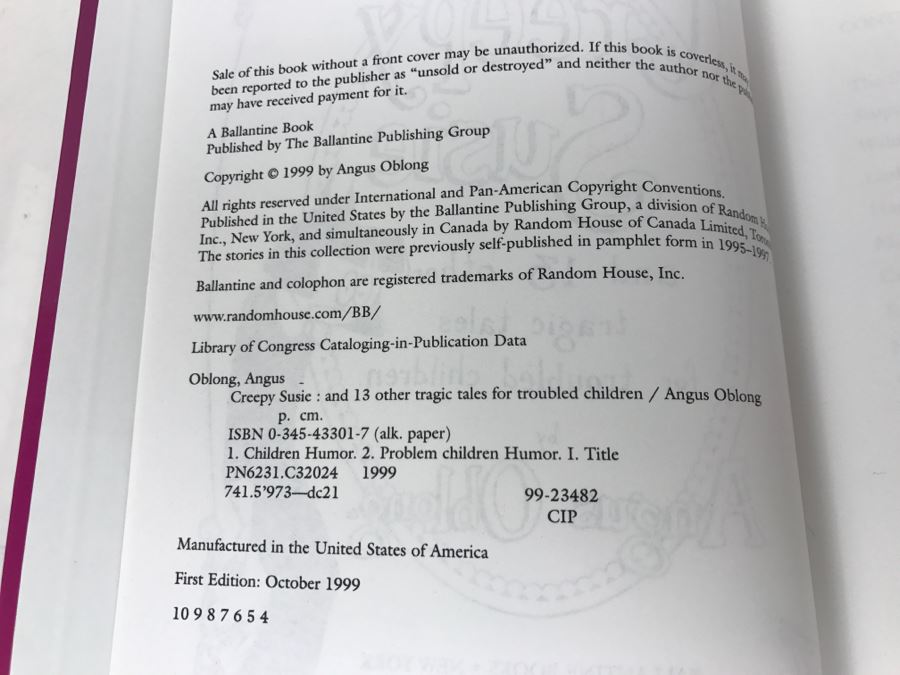 Sale of this book without a front cover may be unauthorized. If this book is coverless, it may
been reported to the publisher as “unsold or destroyed” and neither the author nor the
may have received payment for it.
A Ballantine Book
Published by The Ballantine Publishing Group
Copyright © 1999 by Angus Oblong
All rights reserved under International and Pan-American Copyright Conventions.
Published in the United States by the Ballantine Publishing Group, a division of Random
Inc., New York, and simultaneously in Canada by Random House of Canada Limited,
The stories in this collection were previously self-published in pamphlet form in 1995–1997
Ballantine and colophon are registered trademarks of Random House, Inc.
www.randomhouse.com/BB/
Library of Congress Cataloging-in-Publication Data
Oblong, Angus
Creepy Susie : and 13 other tragic tales for troubled children / Angus Oblong
p. cm.
ISBN 0-345-43301-7 (alk. paper)
1. Children Humor. 2. Problem children Humor. I. Title
PN6231.C32024 1999
741.5’973—dc21 99-23482
CIP
Manufactured in the United States of America
First Edition: October 1999
10 9 8 7 6 5 4